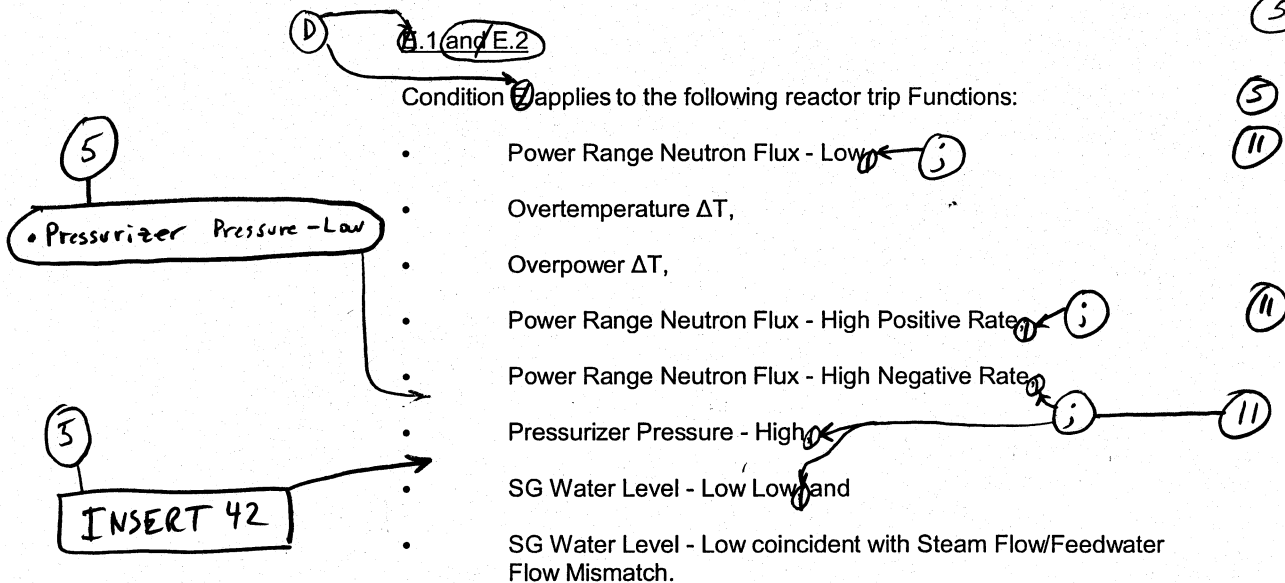 5
D E.1 and E.2
Condition E applies to the following reactor trip Functions: 5
5
• Power Range Neutron Flux - Low, ; 11
• Overtemperature ΔT,
• Pressurizer Pressure - Low
• Overpower ΔT,
• Power Range Neutron Flux - High Positive Rate, ; 11
• Power Range Neutron Flux - High Negative Rate,
• Pressurizer Pressure - High, ; 11
5
• SG Water Level - Low Low, and
INSERT 42
• SG Water Level - Low coincident with Steam Flow/Feedwater
Flow Mismatch.